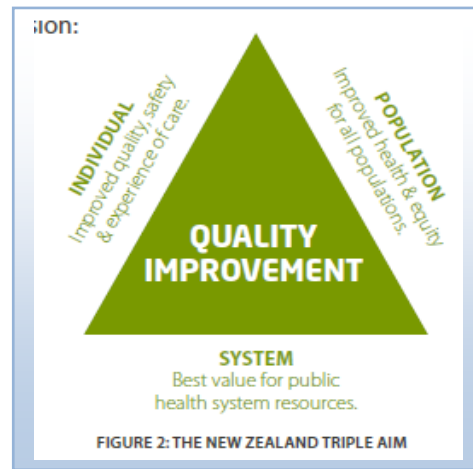 sion:
INDIVIDUAL
Improved quality, safety
& experience of care.
POPULATION
Improved health & equity
for all populations.
QUALITY
IMPROVEMENT
SYSTEM
Best value for public
health system resources.
FIGURE 2: THE NEW ZEALAND TRIPLE AIM